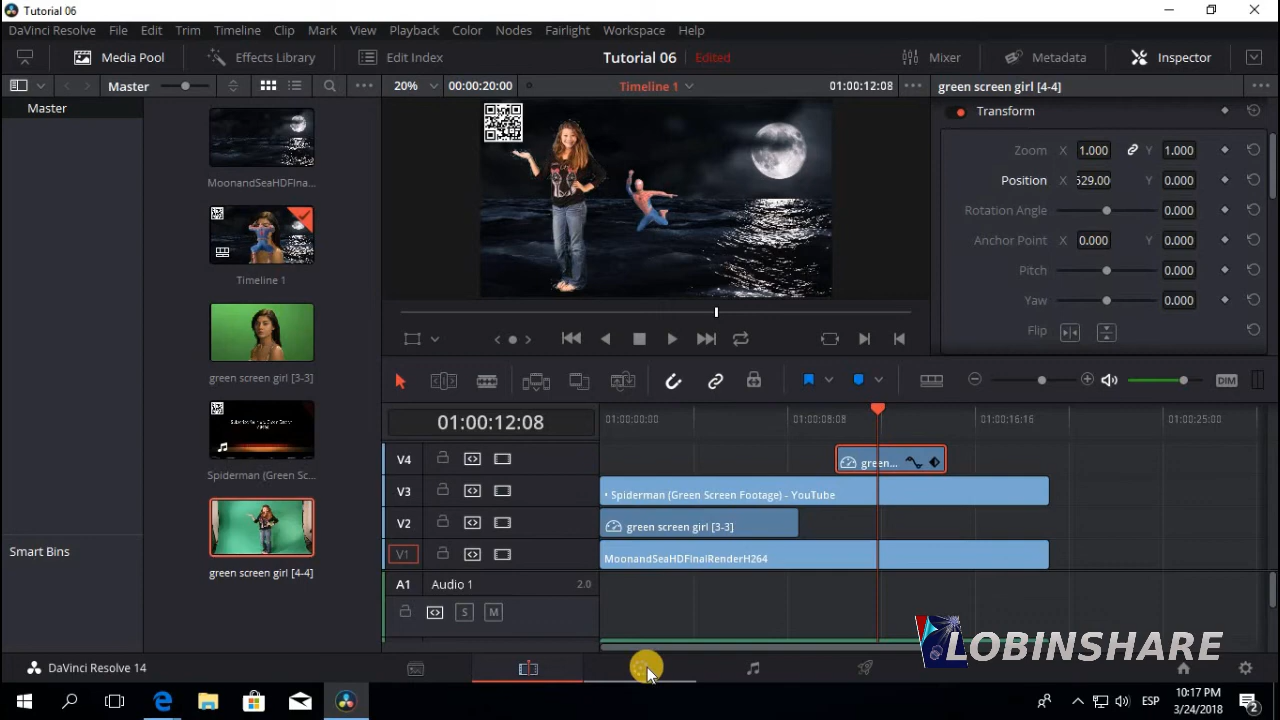 Tutorial 06
DaVinci Resolve File Edit Trim Timeline Clip Mark View Playback Color Nodes Fairlight Workspace Help
Media Pool Effects Library Edit Index Tutorial 06 Edited Mixer Metadata Inspector
Master 20% 00:00:20:00 Timeline 1 01:00:12:08 green screen girl [4-4]
Master
Transform
Zoom X 1.000 Y 1.000
MoonandSeaHDFIna...
Position X 529.00 Y 0.000
Rotation Angle 0.000
Anchor Point X 0.000 Y 0.000
Timeline 1
Pitch 0.000
Yaw 0.000
Flip
green screen girl [3-3]
DIM
01:00:12:08
01:00:00:00 01:00:08:08 01:00:16:16 01:00:25:00
V4 green...
Spiderman (Green Sc...
V3 • Spiderman (Green Screen Footage) - YouTube
V2 green screen girl [3-3]
V1 MoonandSeaHDFInalRenderH264
Smart Bins
green screen girl [4-4]
A1 Audio 1 2.0
S M
LOBINSHARE
DaVinci Resolve 14
ESP
10:17 PM
3/24/2018
2